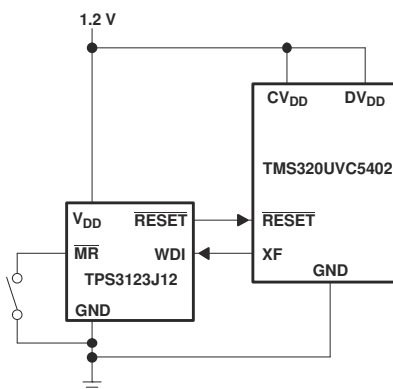 1.2 V
CVDD DVDD
TMS320UVC5402
VDD
RESET RESET
MR WDI XF
TPS3123J12
GND
GND